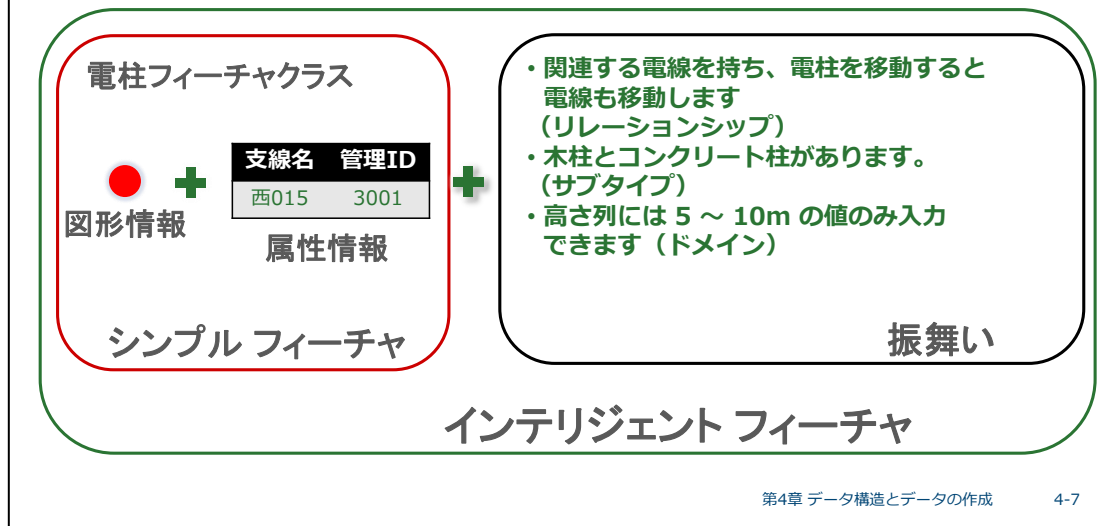 電柱フィーチャクラス
支線名 管理ID
西015 3001
図形情報
属性情報
シンプル フィーチャ
・関連する電線を持ち、電柱を移動すると
電線も移動します
（リレーションシップ）
・木柱とコンクリート柱があります。
（サブタイプ）
・高さ列には 5 ～ 10m の値のみ入力
できます（ドメイン）
振舞い
インテリジェント フィーチャ
第4章 データ構造とデータの作成 4-7